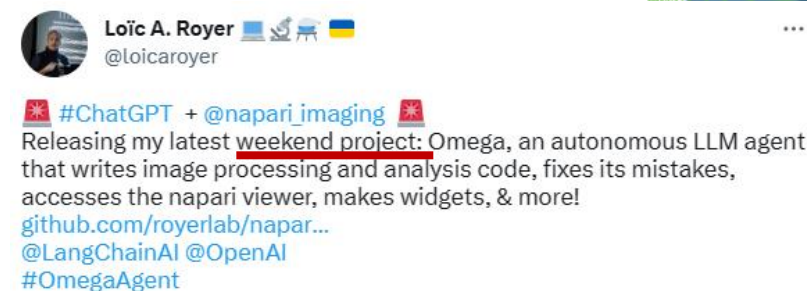 Loïc A. Royer 💻🔬⚗️ 🇺🇦
@loicaroyer
🚨 #ChatGPT + @napari_imaging 🚨
Releasing my latest weekend project: Omega, an autonomous LLM agent
that writes image processing and analysis code, fixes its mistakes,
accesses the napari viewer, makes widgets, & more!
github.com/royerlab/napar...
@LangChainAI @OpenAI
#OmegaAgent